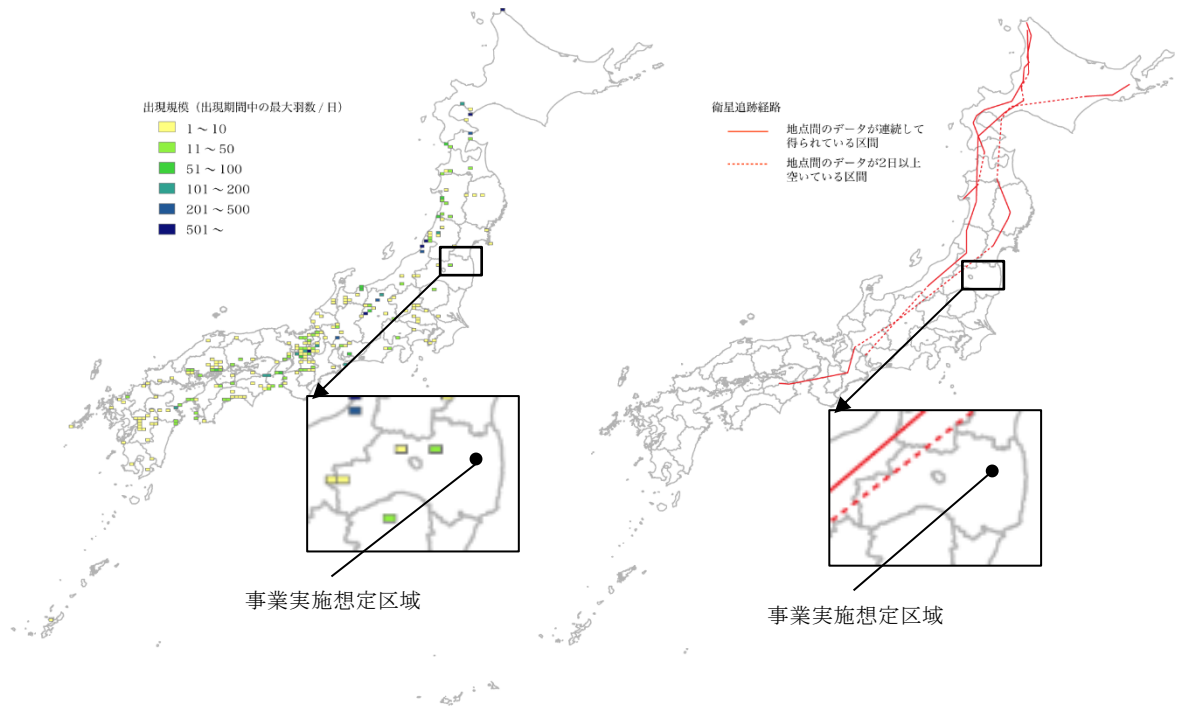 出現規模（出現期間中の最大羽数 / 日）
1～10
11～50
51～100
101～200
201～500
501～
事業実施想定区域
衛星追跡経路
地点間のデータが連続して
得られている区間
地点間のデータが2日以上
空いている区間
事業実施想定区域